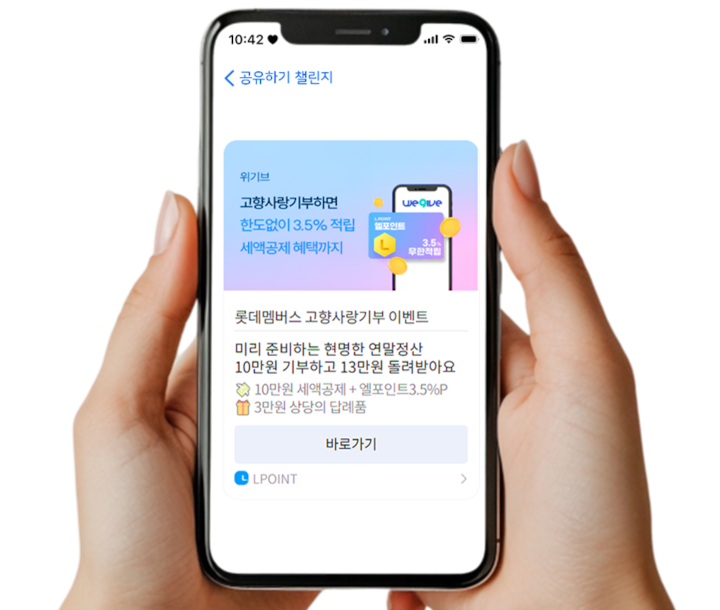 10:42
공유하기 챌린지
위기브
고향사랑기부하면
한도없이 3.5% 적립
세액공제 혜택까지
wegive
L.POINT
엘포인트
3.5%
무한적립
롯데멤버스 고향사랑기부 이벤트
미리 준비하는 현명한 연말정산
10만원 기부하고 13만원 돌려받아요
10만원 세액공제 + 엘포인트3.5%P
3만원 상당의 답례품
바로가기
LPOINT